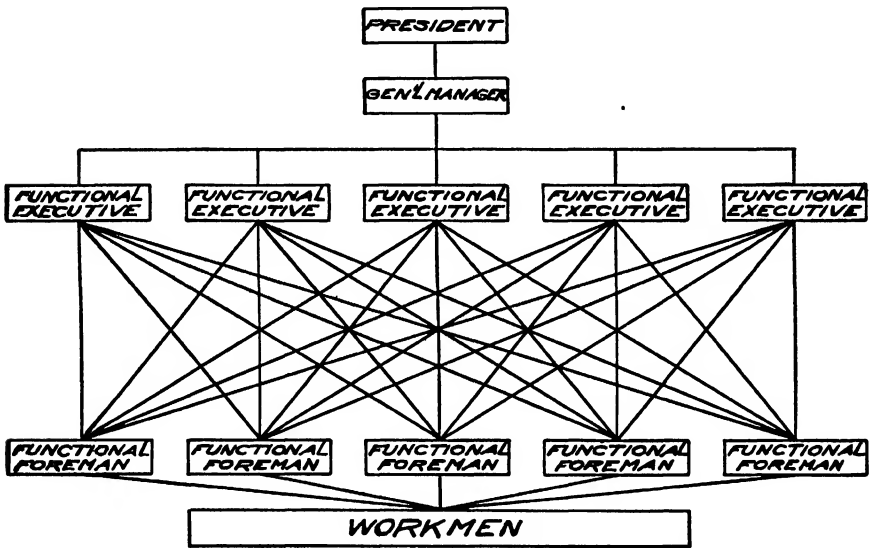 PRESIDENT
GEN'L MANAGER
FUNCTIONAL
EXECUTIVE
FUNCTIONAL
EXECUTIVE
FUNCTIONAL
EXECUTIVE
FUNCTIONAL
EXECUTIVE
FUNCTIONAL
EXECUTIVE
FUNCTIONAL
FOREMAN
FUNCTIONAL
FOREMAN
FUNCTIONAL
FOREMAN
FUNCTIONAL
FOREMAN
FUNCTIONAL
FOREMAN
WORKMEN